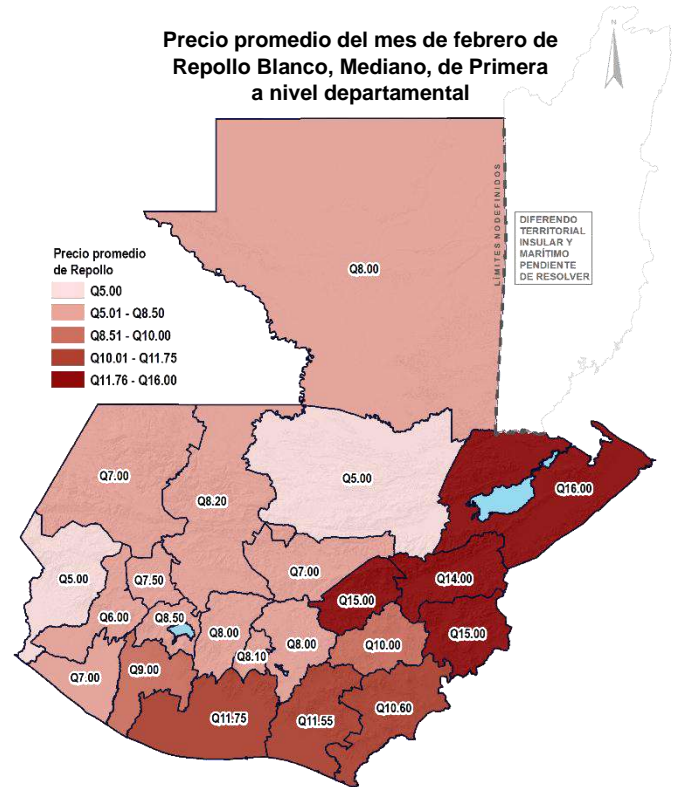 Precio promedio del mes de febrero de
Repollo Blanco, Mediano, de Primera
a nivel departamental
N
LÍMITES NO DEFINIDOS
DIFERENDO
TERRITORIAL
INSULAR Y
MARÍTIMO
PENDIENTE
DE RESOLVER
Precio promedio
de Repollo
Q5.00
Q5.01 - Q8.50
Q8.51 - Q10.00
Q10.01 - Q11.75
Q11.76 - Q16.00
Q8.00
Q7.00
Q8.20
Q5.00
Q16.00
Q5.00
Q7.50
Q7.00
Q14.00
Q15.00
Q6.00
Q8.50
Q8.00
Q8.10
Q8.00
Q10.00
Q15.00
Q7.00
Q9.00
Q11.75
Q11.55
Q10.60